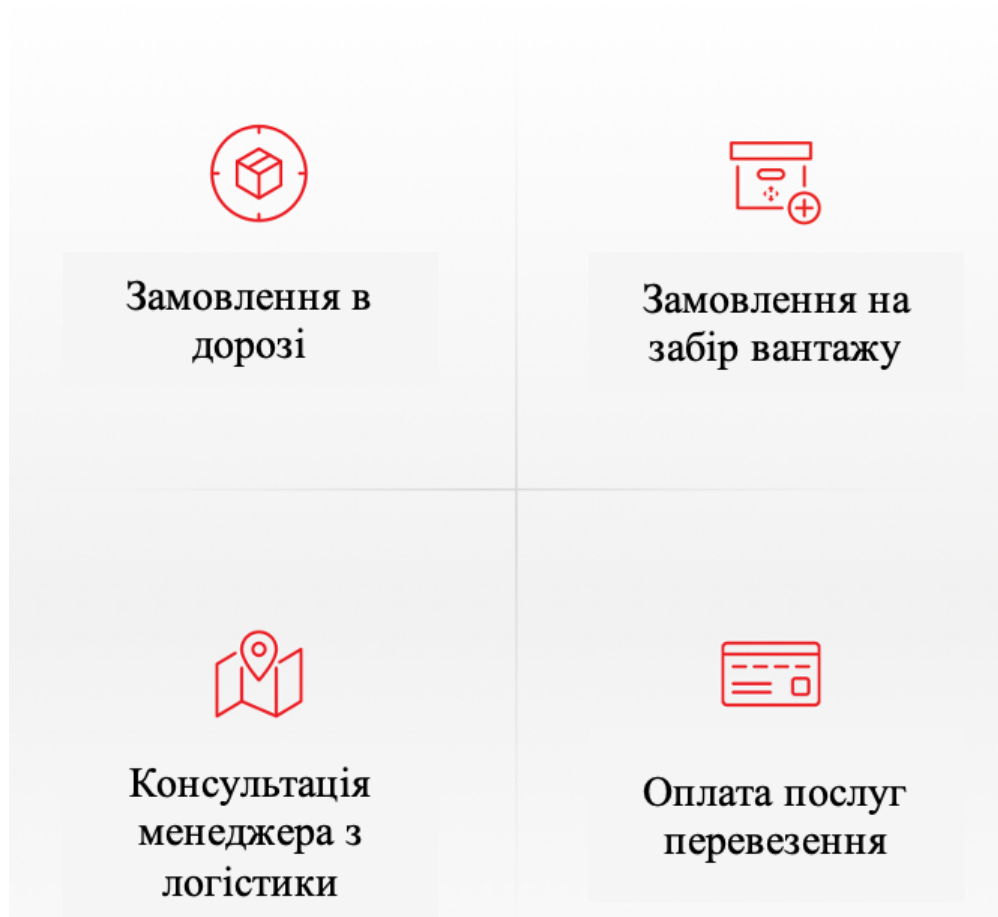 Замовлення в
дорозі
Замовлення на
забір вантажу
Консультація
менеджера з
логістики
Оплата послуг
перевезення